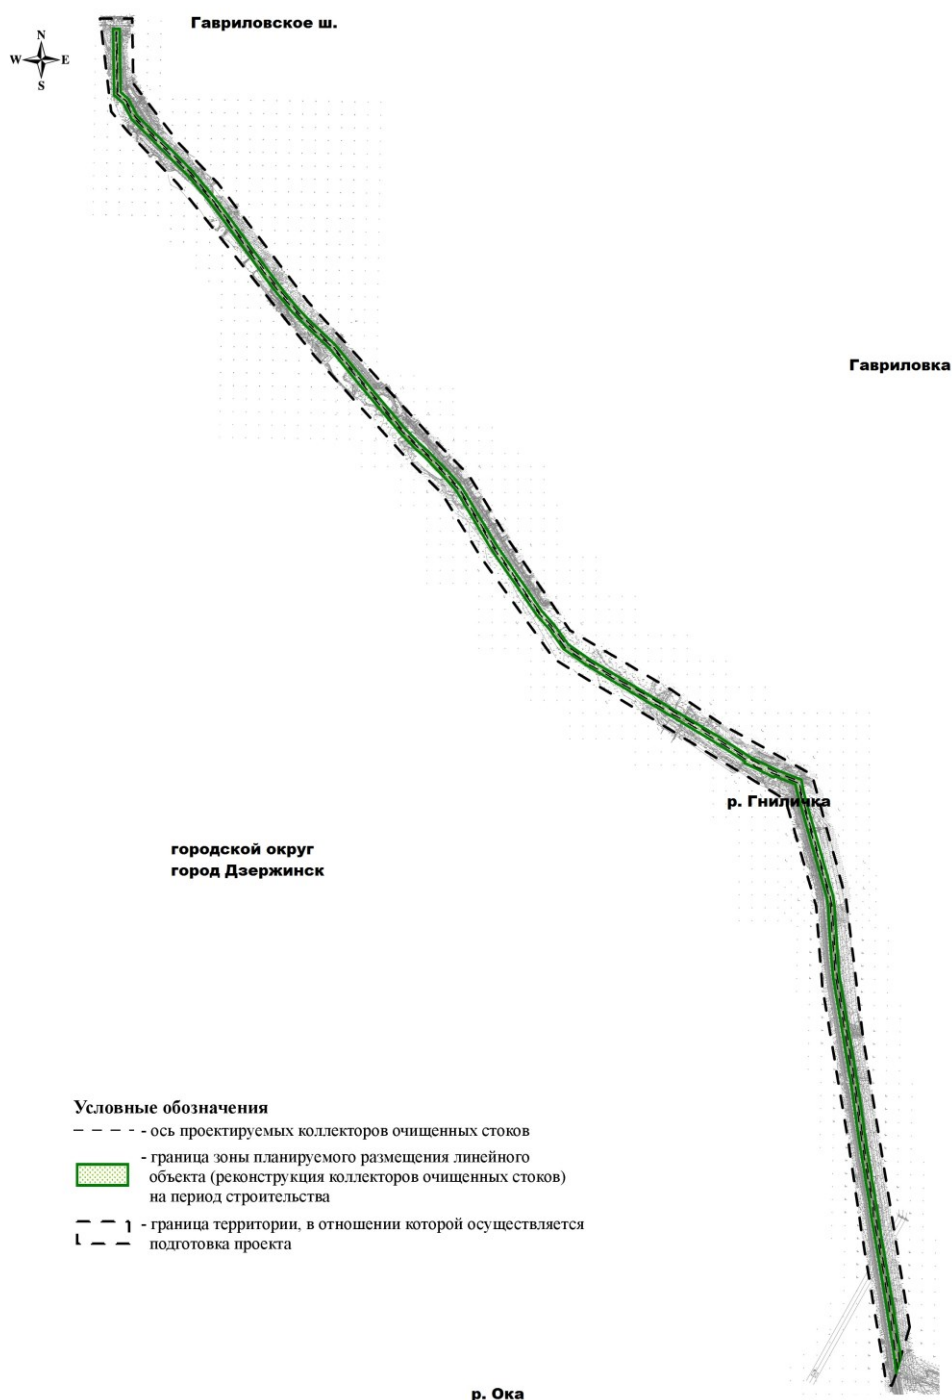 Гавриловское ш.
N
W E
S
Гавриловка
р. Гниличка
городской округ
город Дзержинск
Условные обозначения
- ось проектируемых коллекторов очищенных стоков
- граница зоны планируемого размещения линейного
объекта (реконструкция коллекторов очищенных стоков)
на период строительства
- граница территории, в отношении которой осуществляется
подготовка проекта
р. Ока